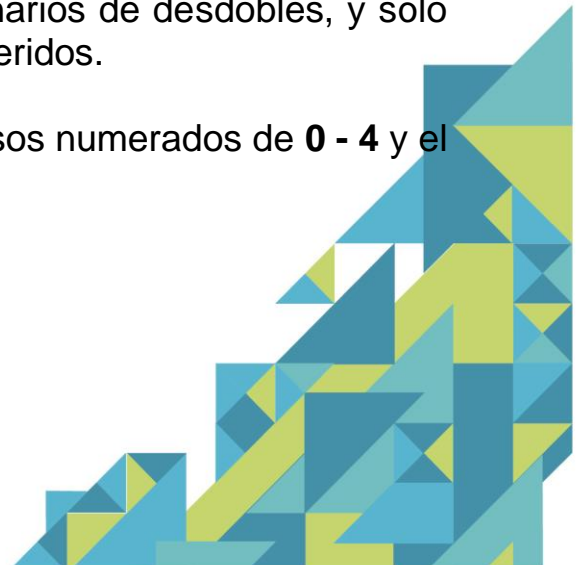 narios de desdobles, y solo
eridos.
sos numerados de 0 - 4 y el